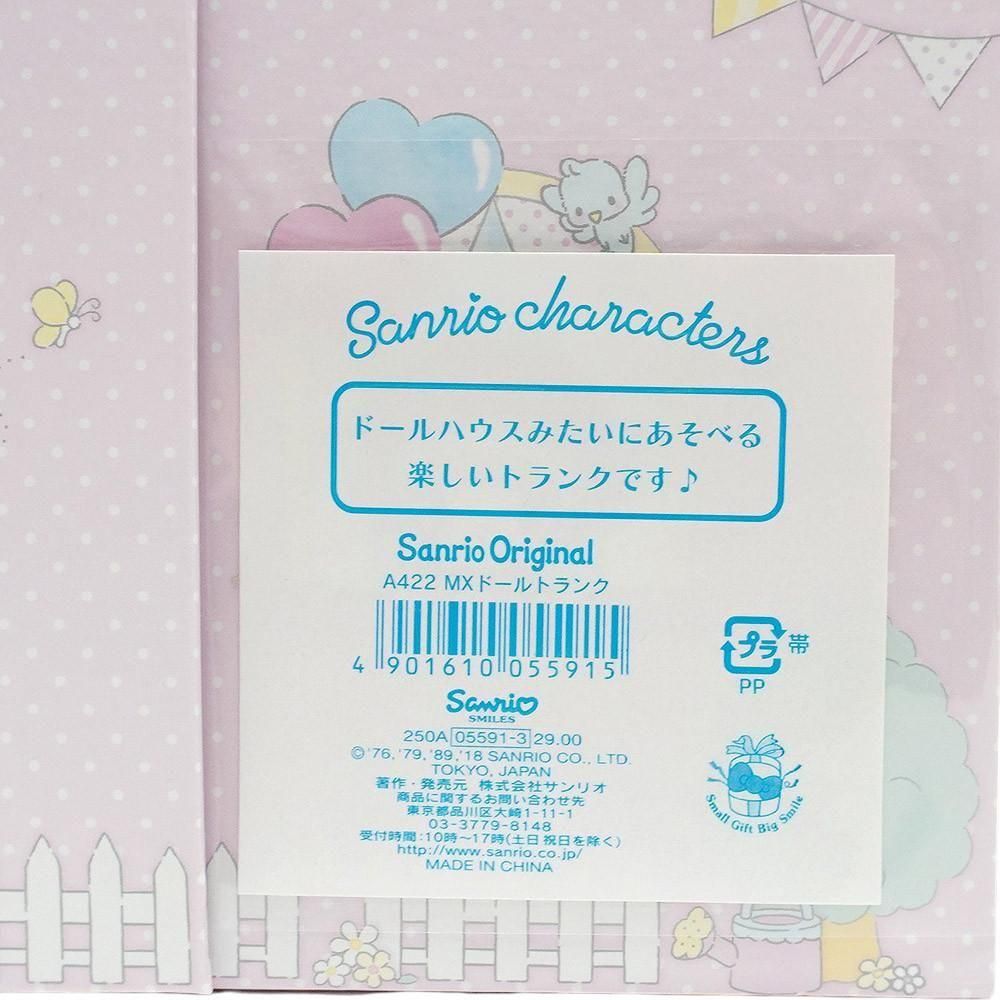 Sanrio characters
ドールハウスみたいにあそべる
楽しいトランクです♪
Sanrio Original
A422 MXドールトランク
4 901610 055915
プラ 帯
PP
Sanrio
SMILES
250A 05591-3 29.00
©'76,'79,'89,'18 SANRIO CO., LTD.
TOKYO, JAPAN
著作・発売元 株式会社サンリオ
商品に関するお問い合わせ先
東京都品川区大崎1-11-1
03-3779-8148
受付時間:10時〜17時(土日祝日を除く)
http://www.sanrio.co.jp/
MADE IN CHINA
Small Gift Big Smile